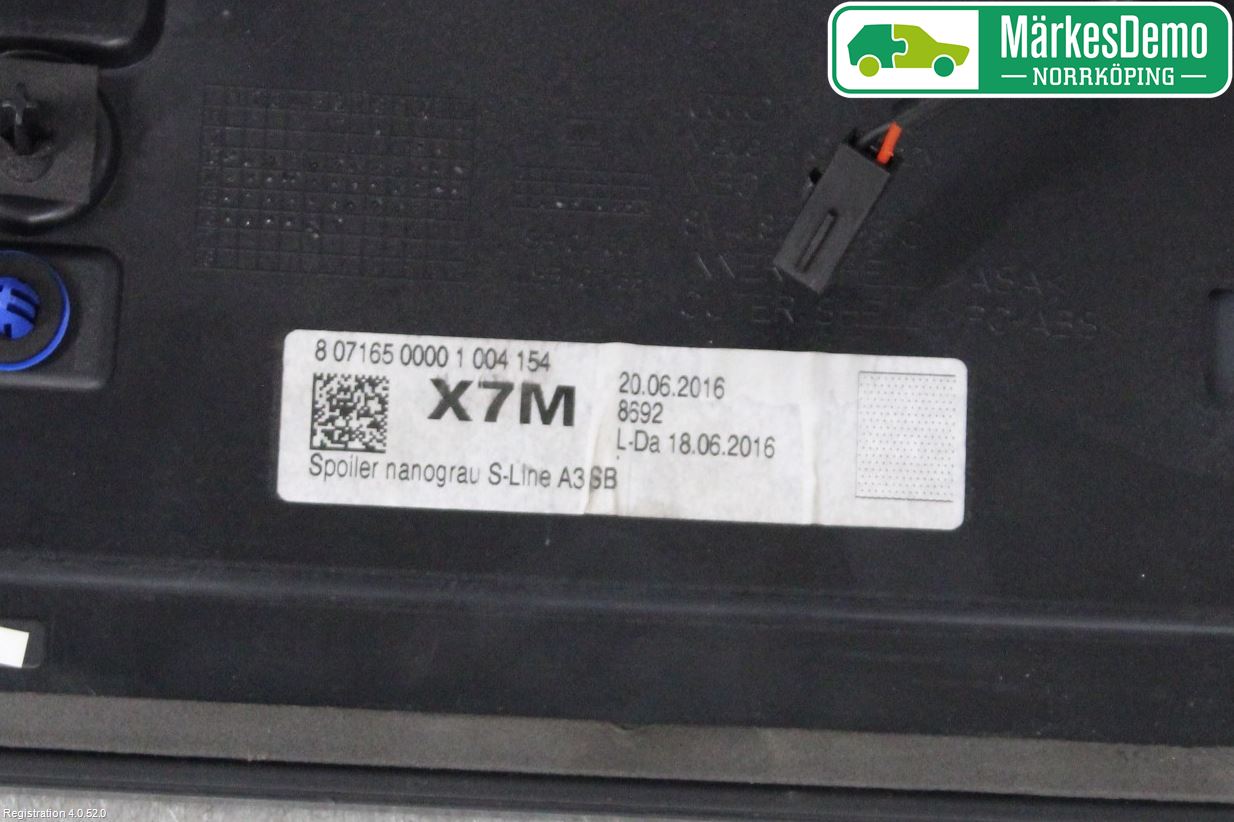 MärkesDemo
NORRKÖPING
8 07165 0000 1 004 154
X7M
20.06.2016
8692
L-Da 18.06.2016
Spoiler nanograu S-Line A3 SB
Registration 4.0.52.0